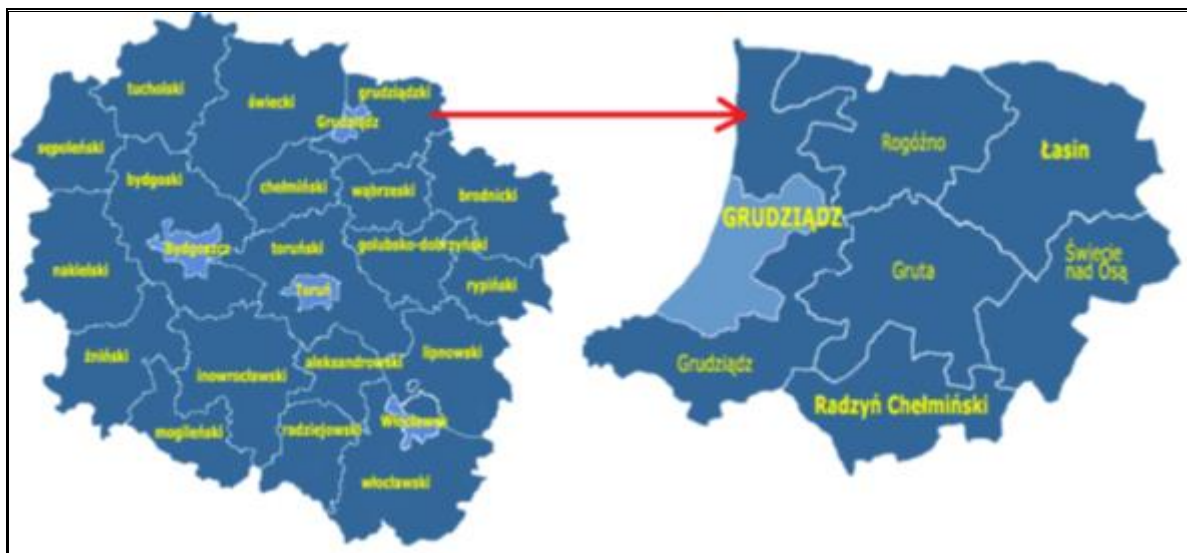 tucholski
świecki
grudziądzki
Grudziądz
sępoleński
bydgoski
chełmiński
wąbrzeski
brodnicki
Bydgoszcz
toruński
golubsko-dobrzyński
nakielski
Toruń
rypiński
żniński
inowrocławski
aleksandrowski
lipnowski
mogileński
radziejowski
Włocławek
włocławski
Rogóźno
Łasin
GRUDZIĄDZ
Gruta
Świecie
nad Osą
Grudziądz
Radzyń Chełmiński